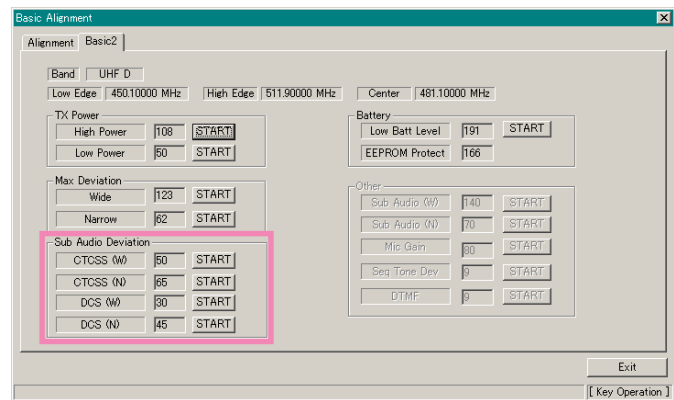 Basic Alignment
Alignment Basic2
Band UHF D
Low Edge 450.10000 MHz High Edge 511.90000 MHz Center 481.10000 MHz
TX Power
High Power 108 START
Low Power 50 START
Battery
Low Batt Level 191 START
EEPROM Protect 166
Max Deviation
Wide 123 START
Narrow 62 START
Sub Audio Deviation
CTCSS (W) 50 START
CTCSS (N) 65 START
DCS (W) 30 START
DCS (N) 45 START
Other
Sub Audio (W) 140 START
Sub Audio (N) 70 START
Mic Gain 80 START
Seq Tone Dev 9 START
DTMF 9 START
Exit
[ Key Operation ]